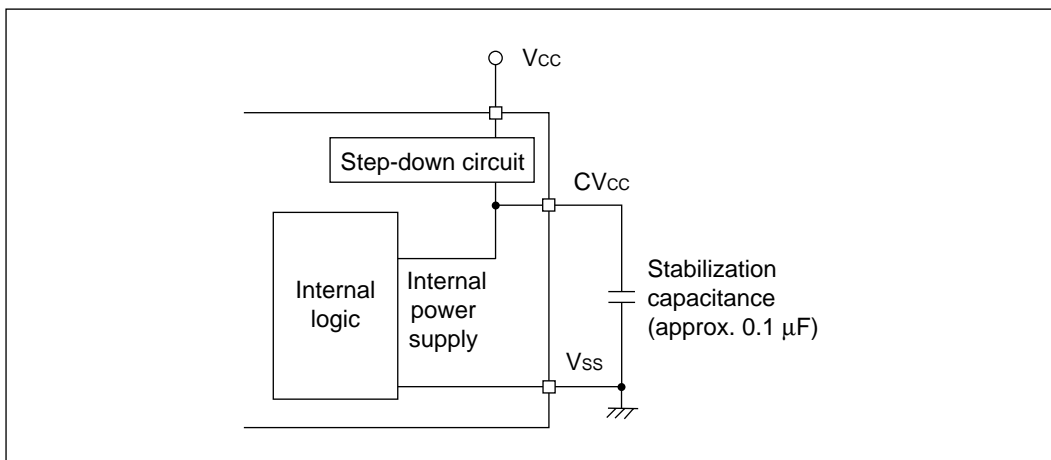 Vcc
Step-down circuit
CVcc
Internal
logic
Internal
power
supply
Stabilization
capacitance
(approx. 0.1 μF)
Vss